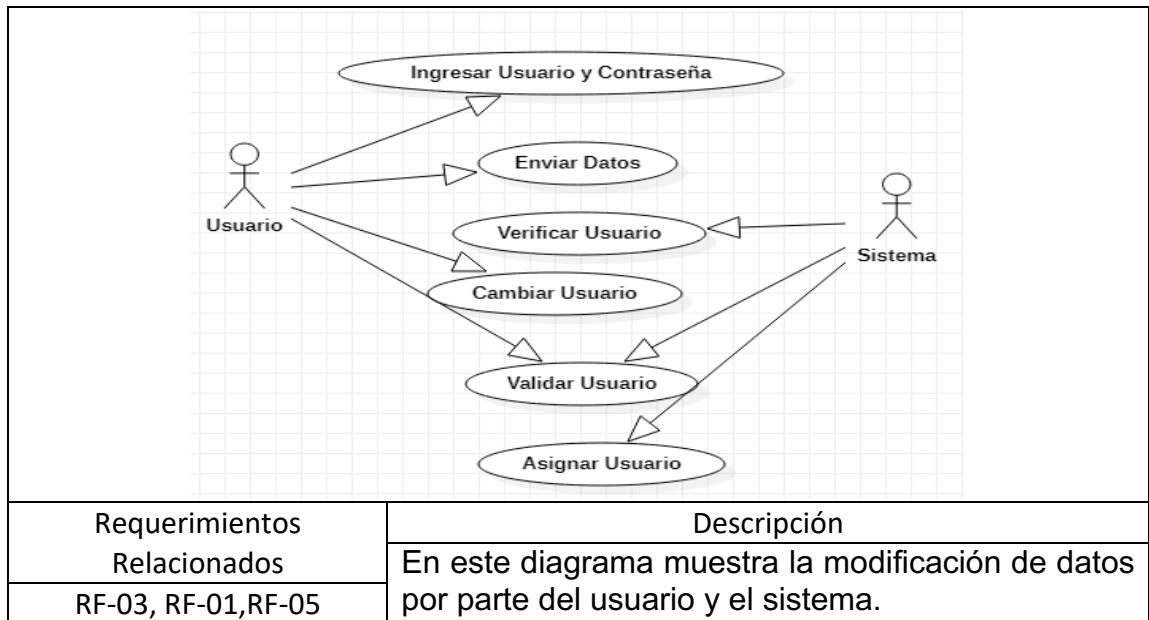 Ingresar Usuario y Contraseña
Enviar Datos
Usuario
Verificar Usuario
Sistema
Cambiar Usuario
Validar Usuario
Asignar Usuario
Requerimientos
Relacionados
RF-03, RF-01,RF-05
Descripción
En este diagrama muestra la modificación de datos
por parte del usuario y el sistema.